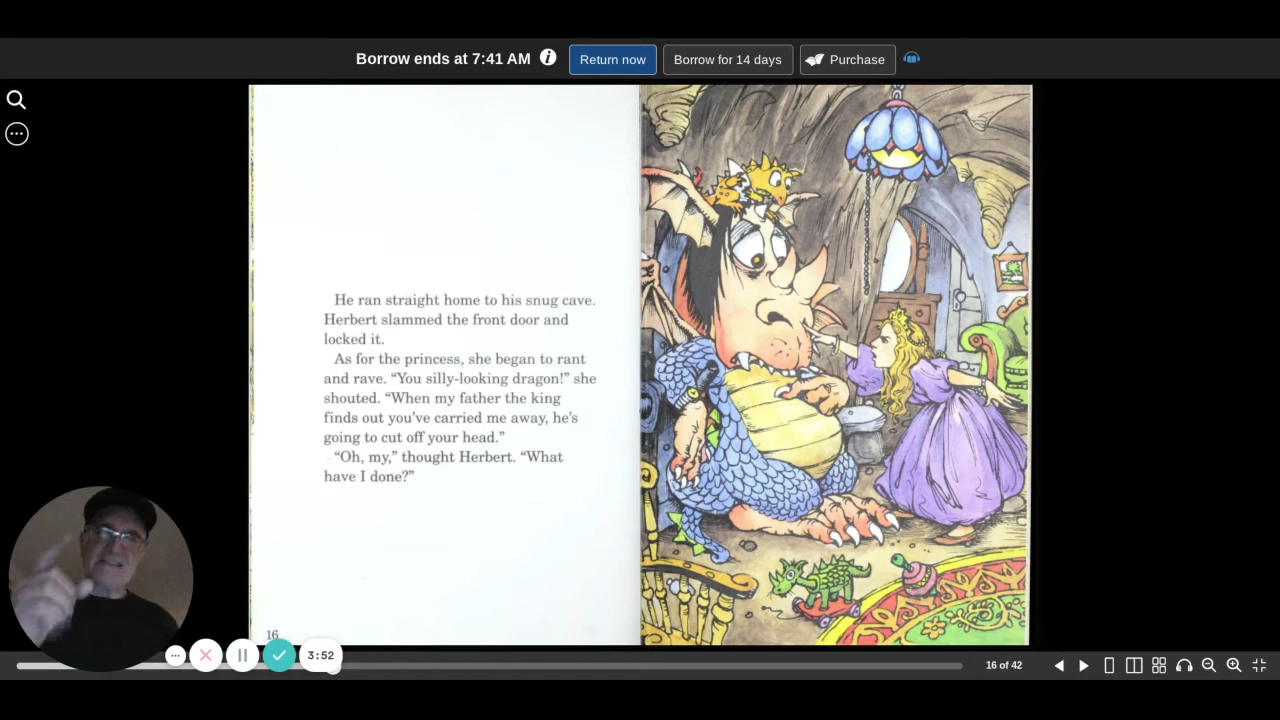 Borrow ends at 7:41 AM
Return now
Borrow for 14 days
Purchase
He ran straight home to his snug cave.
Herbert slammed the front door and
locked it.
As for the princess, she began to rant
and rave. “You silly-looking dragon!” she
shouted. “When my father the king
finds out you’ve carried me away, he’s
going to cut off your head.”
“Oh, my,” thought Herbert. “What
have I done?”
16
3:52
16 of 42